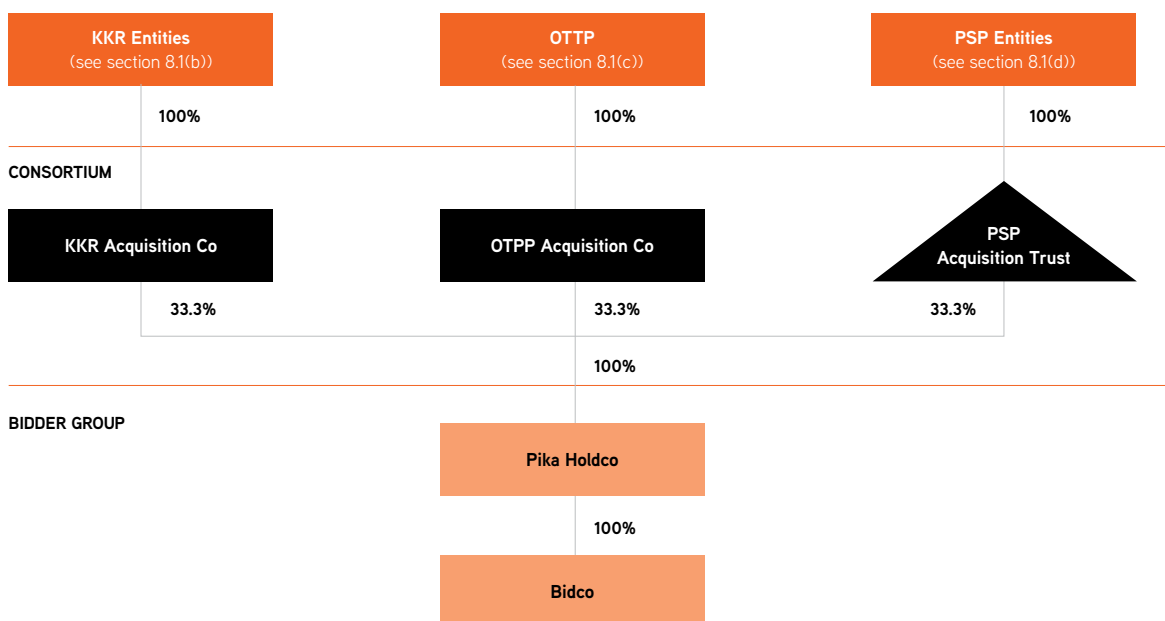 KKR Entities
(see section 8.1(b))
OTTP
(see section 8.1(c))
PSP Entities
(see section 8.1(d))
100%
100%
100%
CONSORTIUM
KKR Acquisition Co
OTPP Acquisition Co
PSP
Acquisition Trust
33.3%
33.3%
33.3%
100%
BIDDER GROUP
Pika Holdco
100%
Bidco